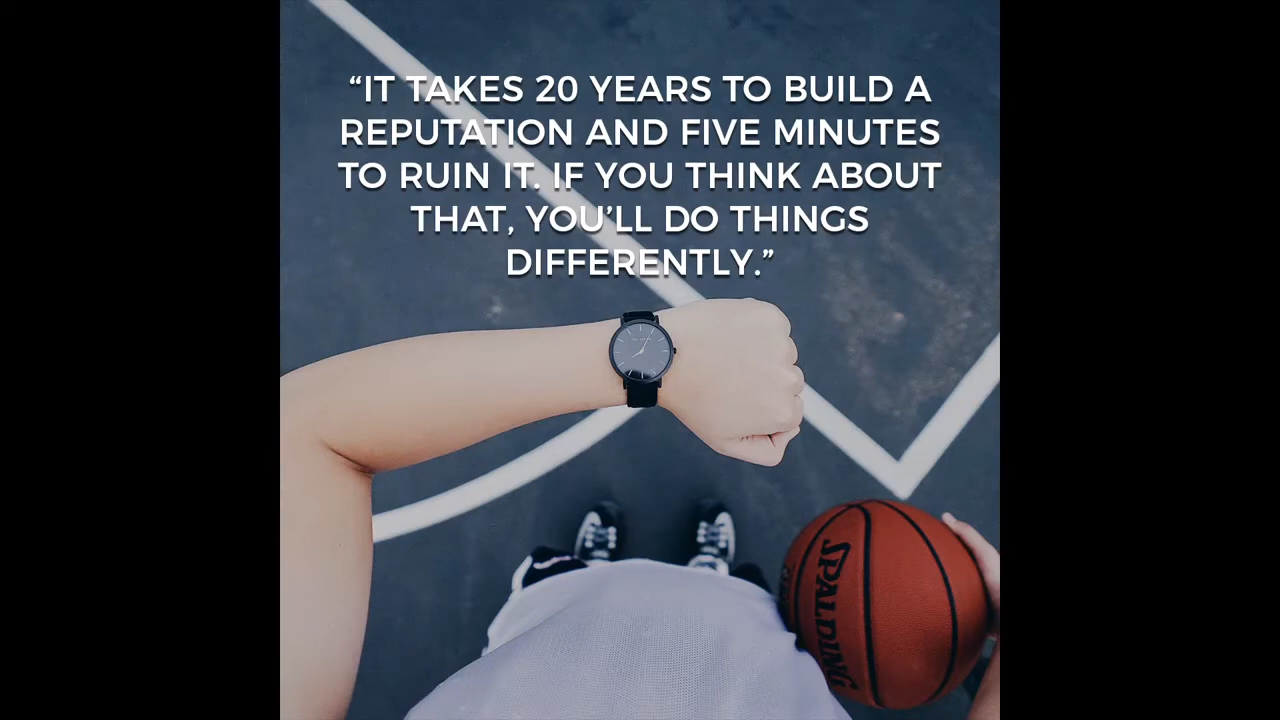 “IT TAKES 20 YEARS TO BUILD A
REPUTATION AND FIVE MINUTES
TO RUIN IT. IF YOU THINK ABOUT
THAT, YOU’LL DO THINGS
DIFFERENTLY.”
SPALDING